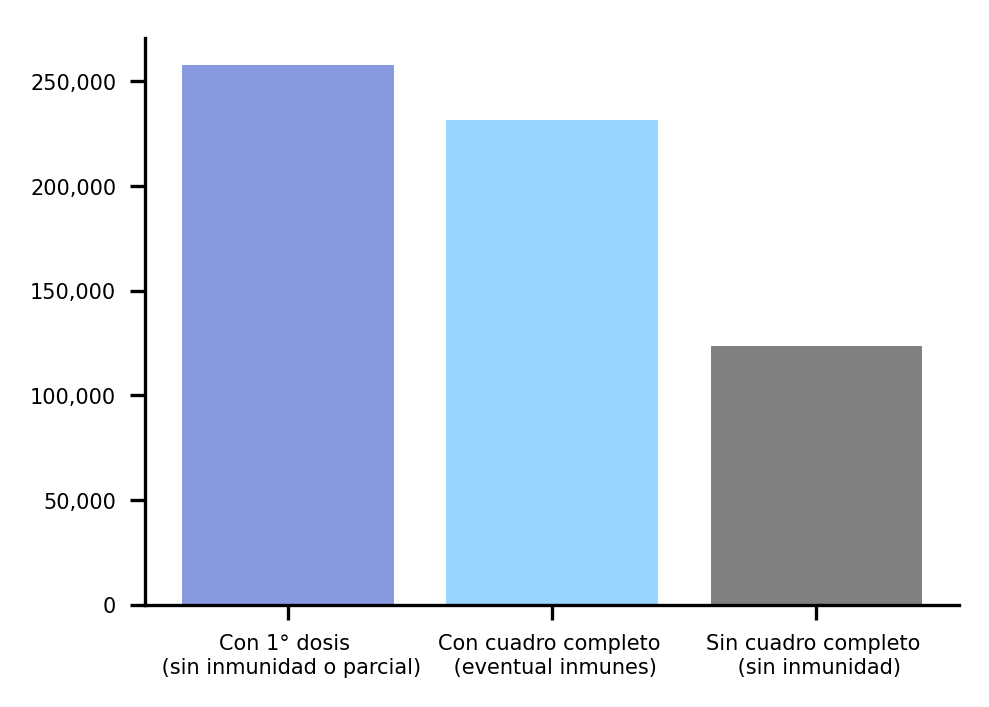 250,000
200,000
150,000
100,000
50,000
0
Con 1° dosis
(sin inmunidad o parcial)
Con cuadro completo
(eventual inmunes)
Sin cuadro completo
(sin inmunidad)